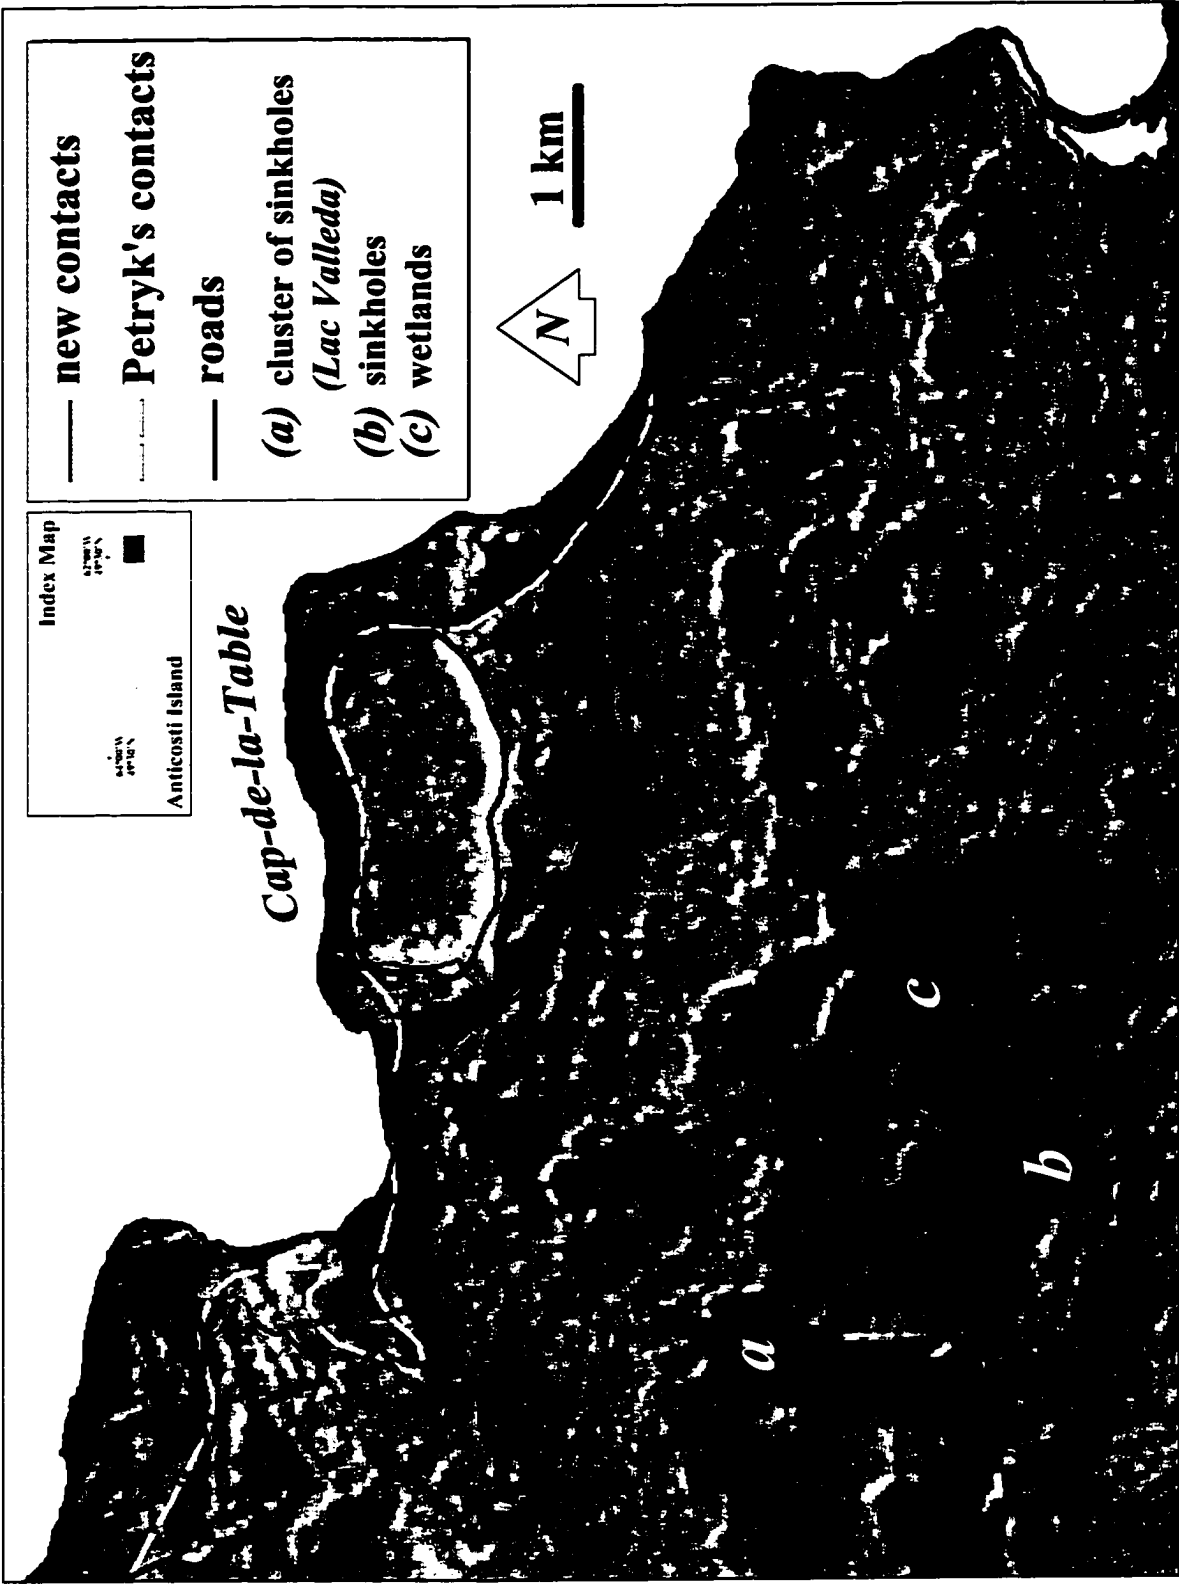 new contacts
Petryk's contacts
roads
(a) cluster of sinkholes
(Lac Valleda)
(b) sinkholes
(c) wetlands
Index Map
Anticosti Island
Cap-de-la-Table
N
1 km
a
b
c